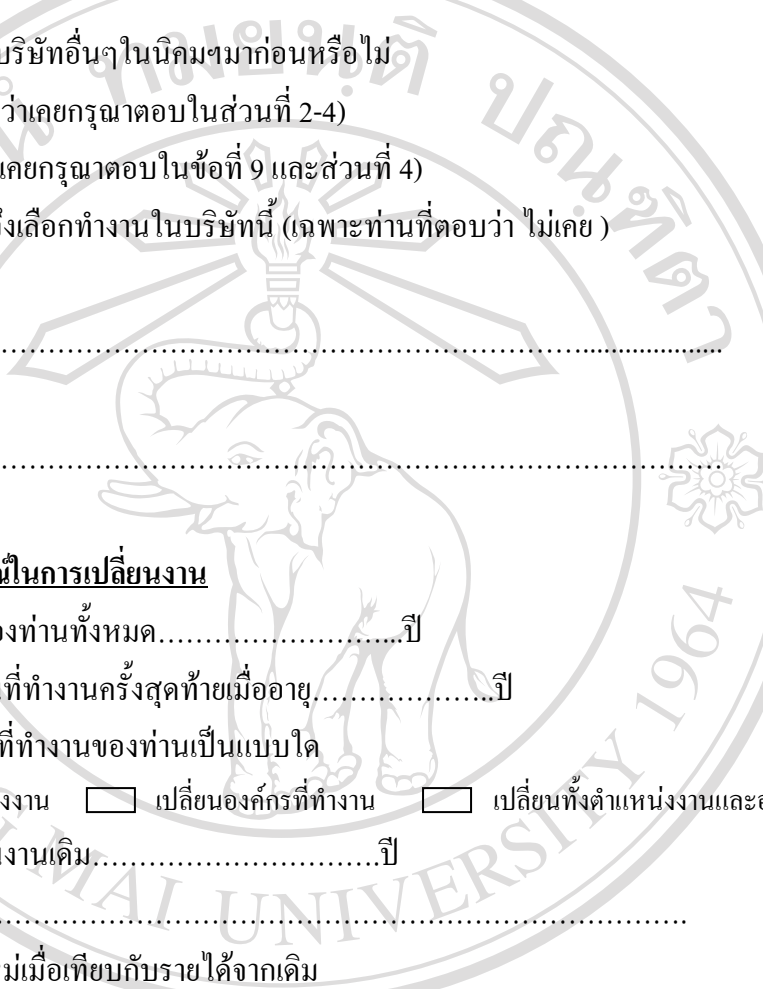 บริษัทอื่นๆในนิคมฯมาก่อนหรือไม่
ว่าเคยกรุณาตอบในส่วนที่ 2-4)
เคยกรุณาตอบในข้อที่ 9 และส่วนที่ 4)
ึงเลือกทำงานในบริษัทนี้ (เฉพาะท่านที่ตอบว่า ไม่เคย )
……………………………………………………………...................
……………………………………………………………………
ณ์ในการเปลี่ยนงาน
องท่านทั้งหมด……………………...ปี
ที่ทำงานครั้งสุดท้ายเมื่ออายุ………………..ปี
ที่ทำงานของท่านเป็นแบบใด
งงาน เปลี่ยนองค์กรที่ทำงาน เปลี่ยนทั้งตำแหน่งงานและอ
นงานเดิม………………………….ปี
……………………………………………………………….
ม่เมื่อเทียบกับรายได้จากเดิม
MAI UNIVERSITY 1964